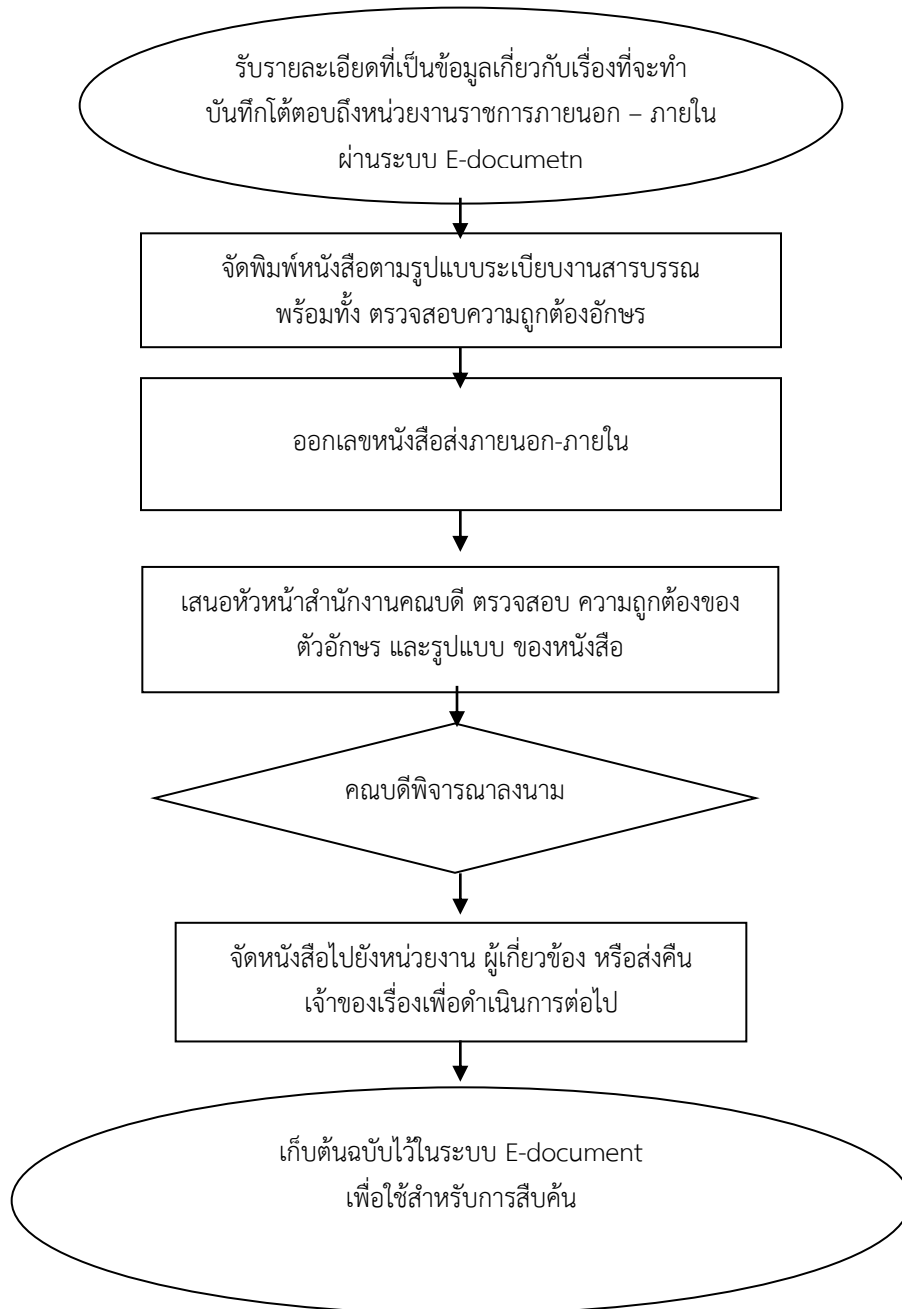 รับรายละเอียดที่เป็นข้อมูลเกี่ยวกับเรื่องที่จะทำ
บันทึกโต้ตอบถึงหน่วยงานราชการภายนอก – ภายใน
ผ่านระบบ E-documetn
จัดพิมพ์หนังสือตามรูปแบบระเบียบงานสารบรรณ
พร้อมทั้ง ตรวจสอบความถูกต้องอักษร
ออกเลขหนังสือส่งภายนอก-ภายใน
เสนอหัวหน้าสำนักงานคณบดี ตรวจสอบ ความถูกต้องของ
ตัวอักษร และรูปแบบ ของหนังสือ
คณบดีพิจารณาลงนาม
จัดหนังสือไปยังหน่วยงาน ผู้เกี่ยวข้อง หรือส่งคืน
เจ้าของเรื่องเพื่อดำเนินการต่อไป
เก็บต้นฉบับไว้ในระบบ E-document
เพื่อใช้สำหรับการสืบค้น